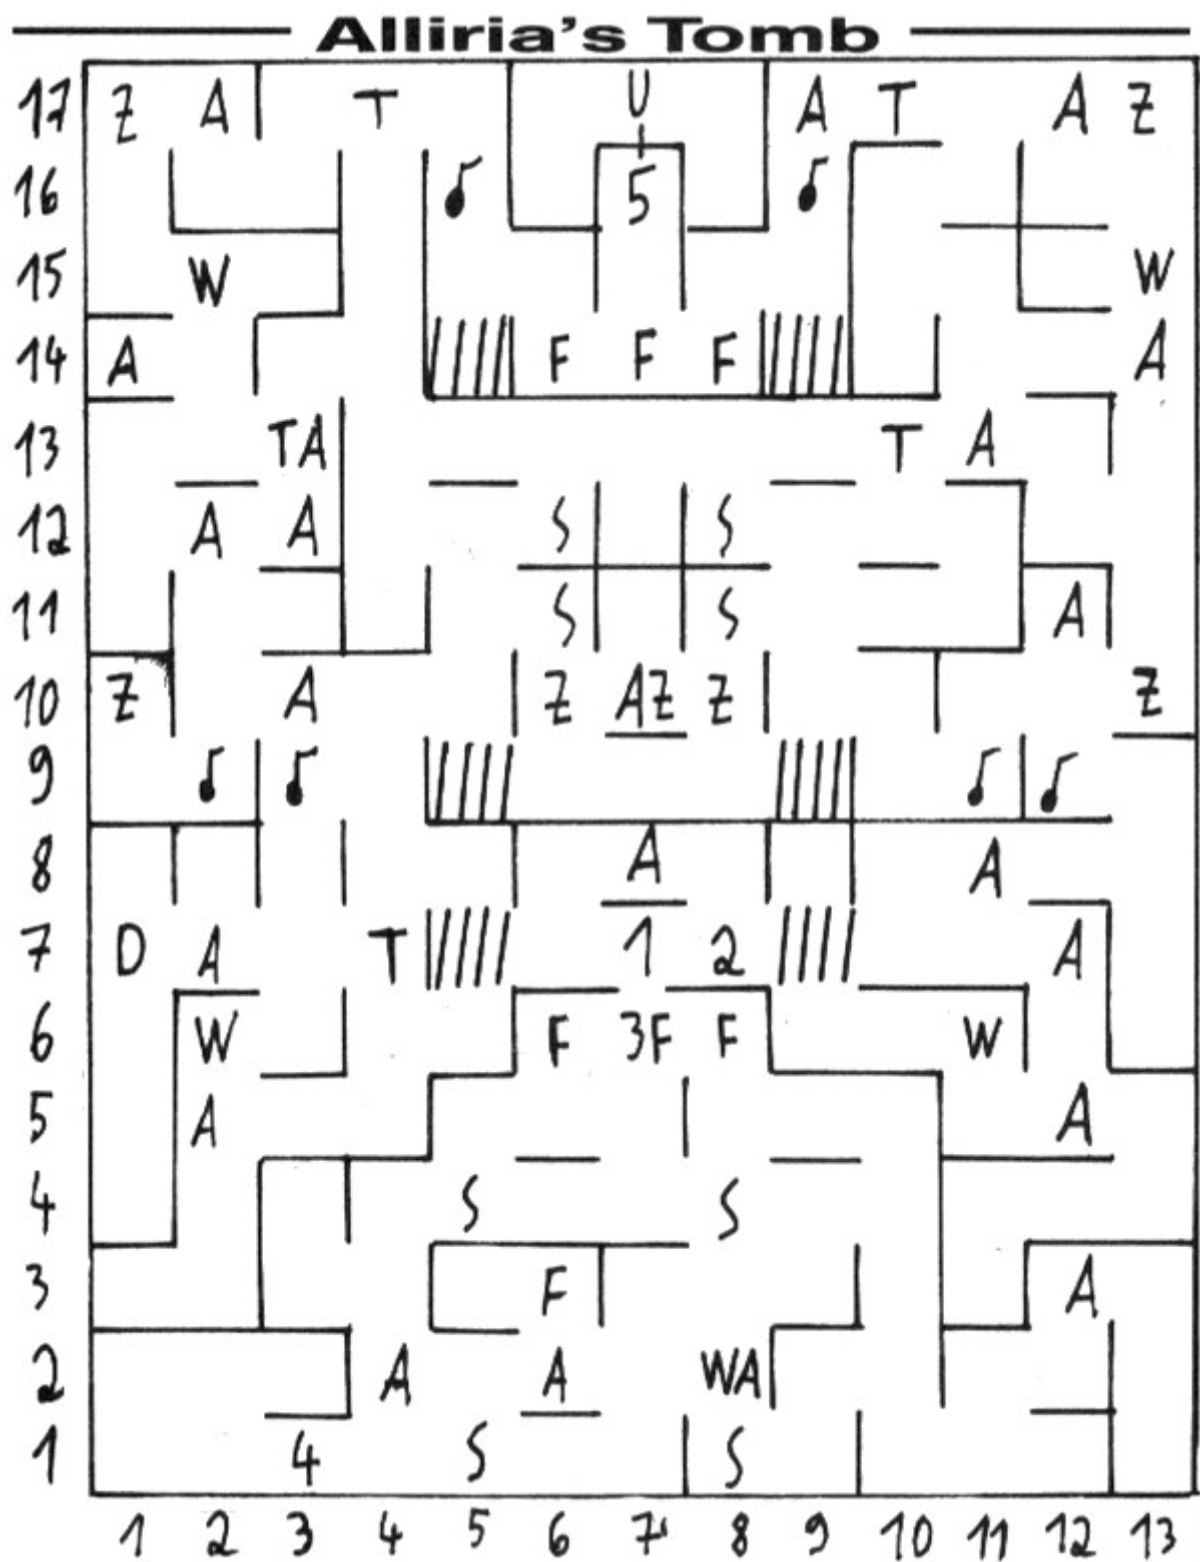 Alliria's Tomb
17 Z A T U A T A Z
16 5
15 W W
14 A F F F A
13 TA T A
12 A A S S
11 S S A
10 Z A Z AZ Z Z
9
8 A A
7 D A T 1 2 A
6 W F 3F F W
5 A A
4 S S
3 F A
2 A A WA
1 4 S S
1 2 3 4 5 6 7 8 9 10 11 12 13